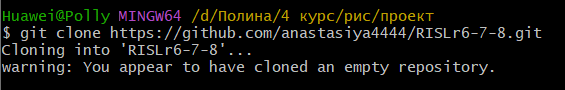 Huawei@Polly MINGW64 /d/Полина/4 курс/рис/проект
$ git clone https://github.com/anastasiya4444/RISLr6-7-8.git
Cloning into 'RISLr6-7-8'...
warning: You appear to have cloned an empty repository.